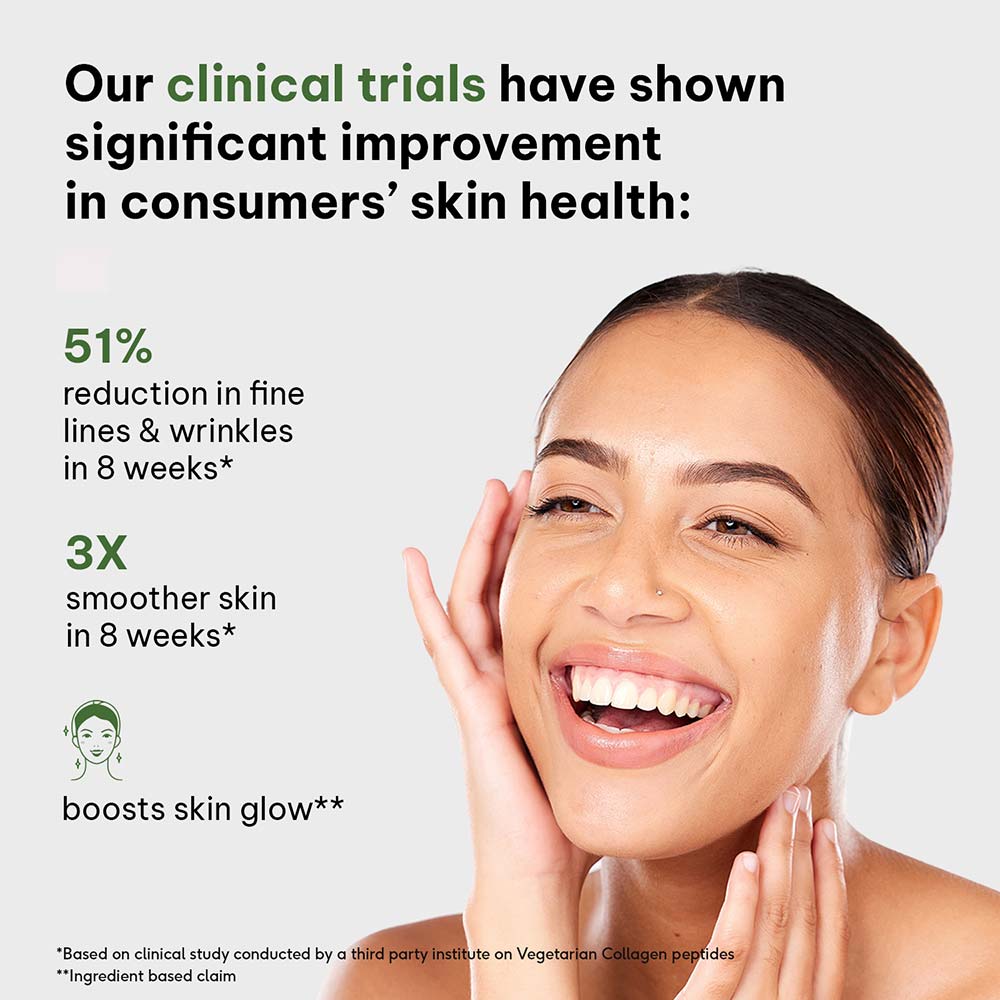 Our clinical trials have shown
significant improvement
in consumers’ skin health:
51%
reduction in fine
lines & wrinkles
in 8 weeks*
3X
smoother skin
in 8 weeks*
boosts skin glow**
*Based on clinical study conducted by a third party institute on Vegetarian Collagen peptides
**Ingredient based claim